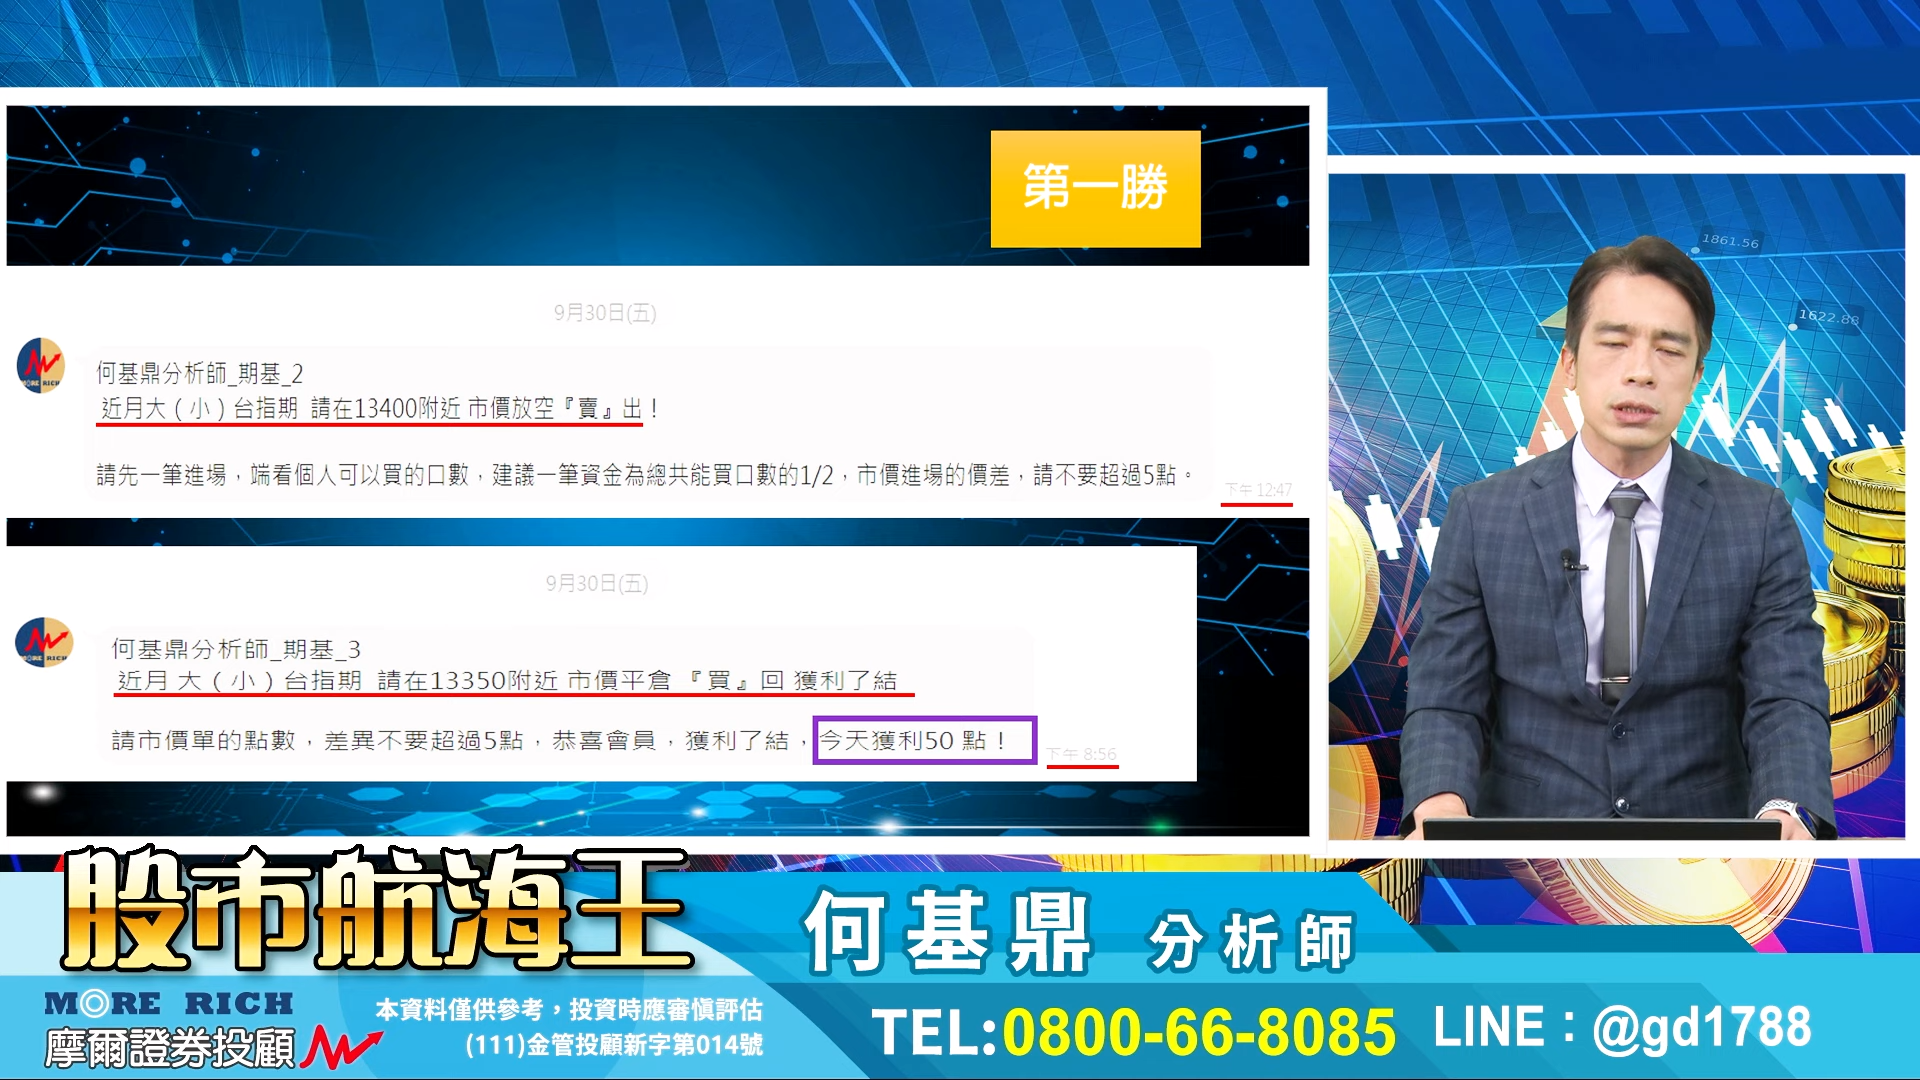 第一勝
9月30日(五)
何基鼎分析師_期基_2
近月大（小）台指期 請在13400附近 市價放空『賣』出！
請先一筆進場，端看個人可以買的口數，建議一筆資金為總共能買口數的1/2，市價進場的價差，請不要超過5點。
下午 12:47
9月30日(五)
何基鼎分析師_期基_3
近月 大（小）台指期 請在13350附近 市價平倉 『買』回 獲利了結
請市價單的點數，差異不要超過5點，恭喜會員，獲利了結，今天獲利50 點！
下午 8:56
1861.56
1622.88
股市航海王
何基鼎 分析師
MORE RICH
摩爾證券投顧
本資料僅供參考，投資時應審慎評估
(111)金管投顧新字第014號
TEL:0800-66-8085
LINE：@gd1788